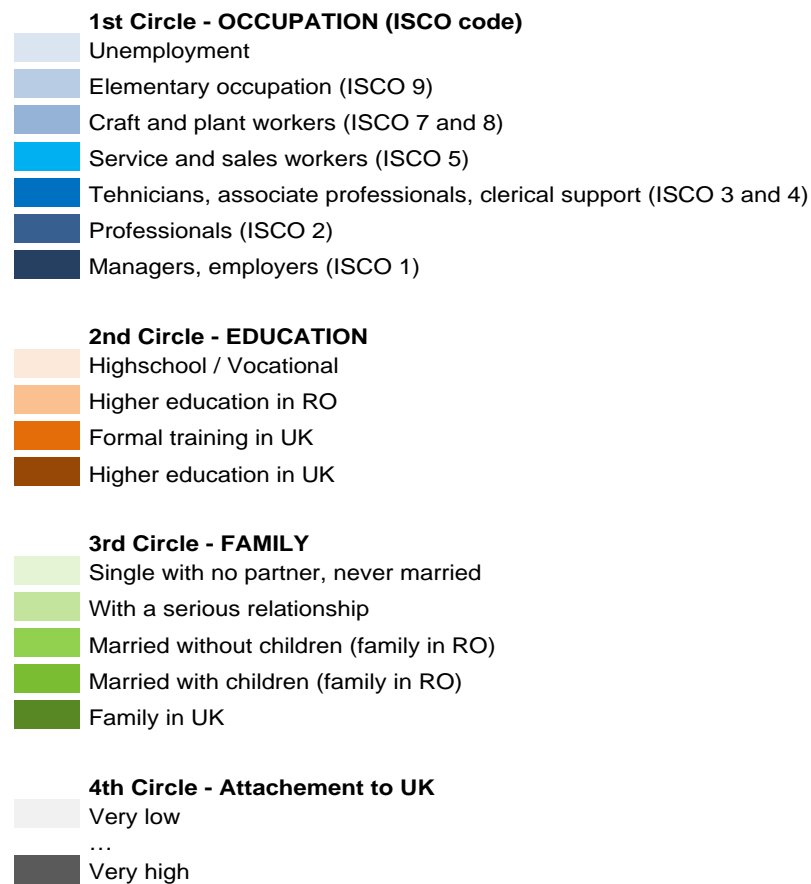 1st Circle - OCCUPATION (ISCO code)
Unemployment
Elementary occupation (ISCO 9)
Craft and plant workers (ISCO 7 and 8)
Service and sales workers (ISCO 5)
Tehnicians, associate professionals, clerical support (ISCO 3 and 4)
Professionals (ISCO 2)
Managers, employers (ISCO 1)
2nd Circle - EDUCATION
Highschool / Vocational
Higher education in RO
Formal training in UK
Higher education in UK
3rd Circle - FAMILY
Single with no partner, never married
With a serious relationship
Married without children (family in RO)
Married with children (family in RO)
Family in UK
4th Circle - Attachement to UK
Very low
…
Very high